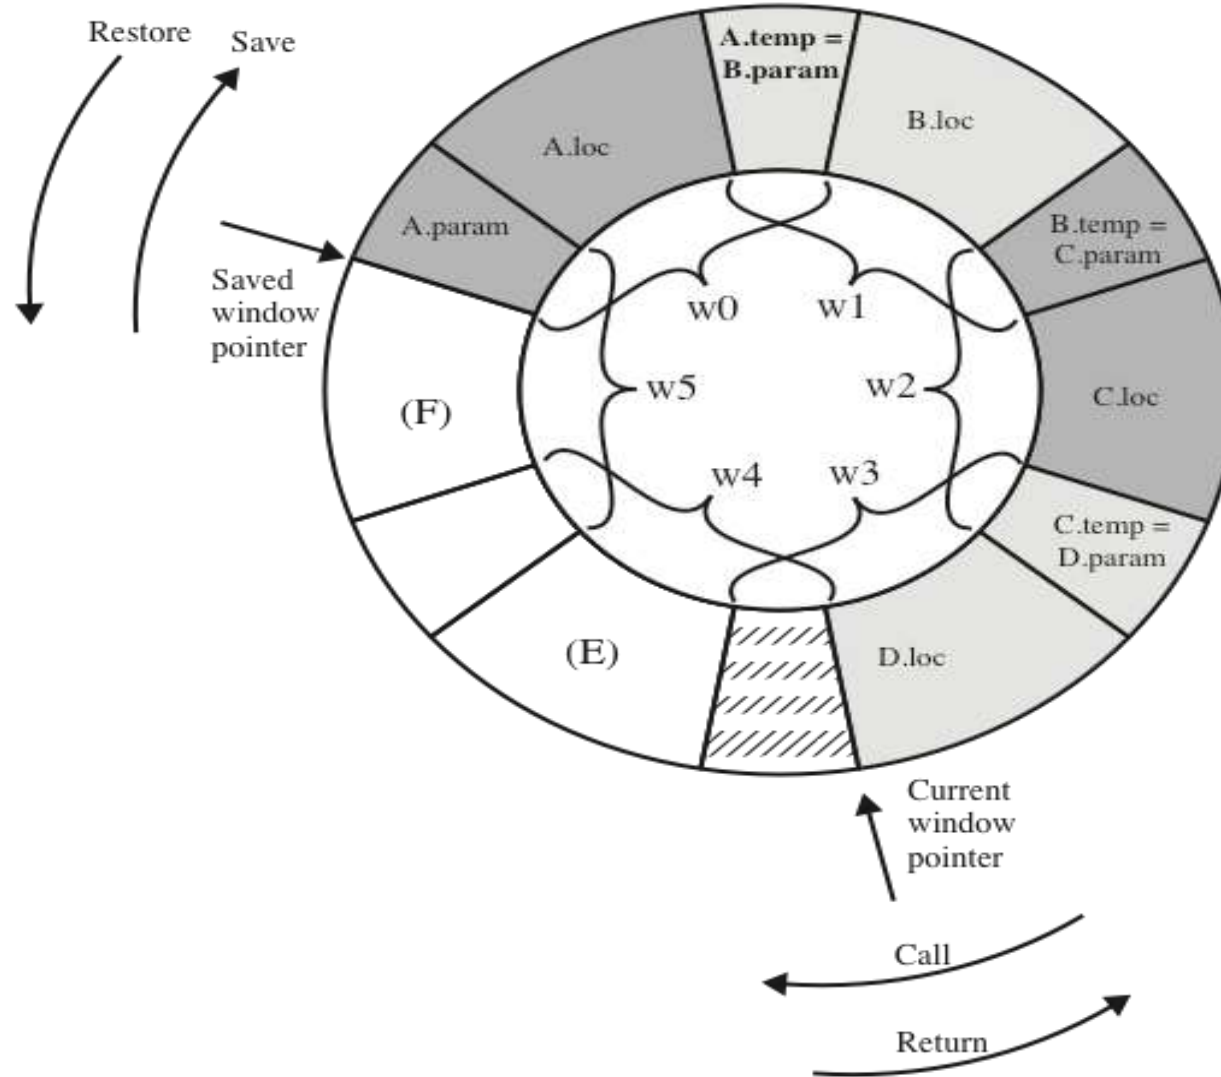 Restore
Save
A.temp =
B.param
B.loc
A.loc
A.param
B.temp =
C.param
Saved
window
pointer
w0
w1
w5
w2
C.loc
(F)
w4
w3
C.temp =
D.param
(E)
D.loc
Current
window
pointer
Call
Return